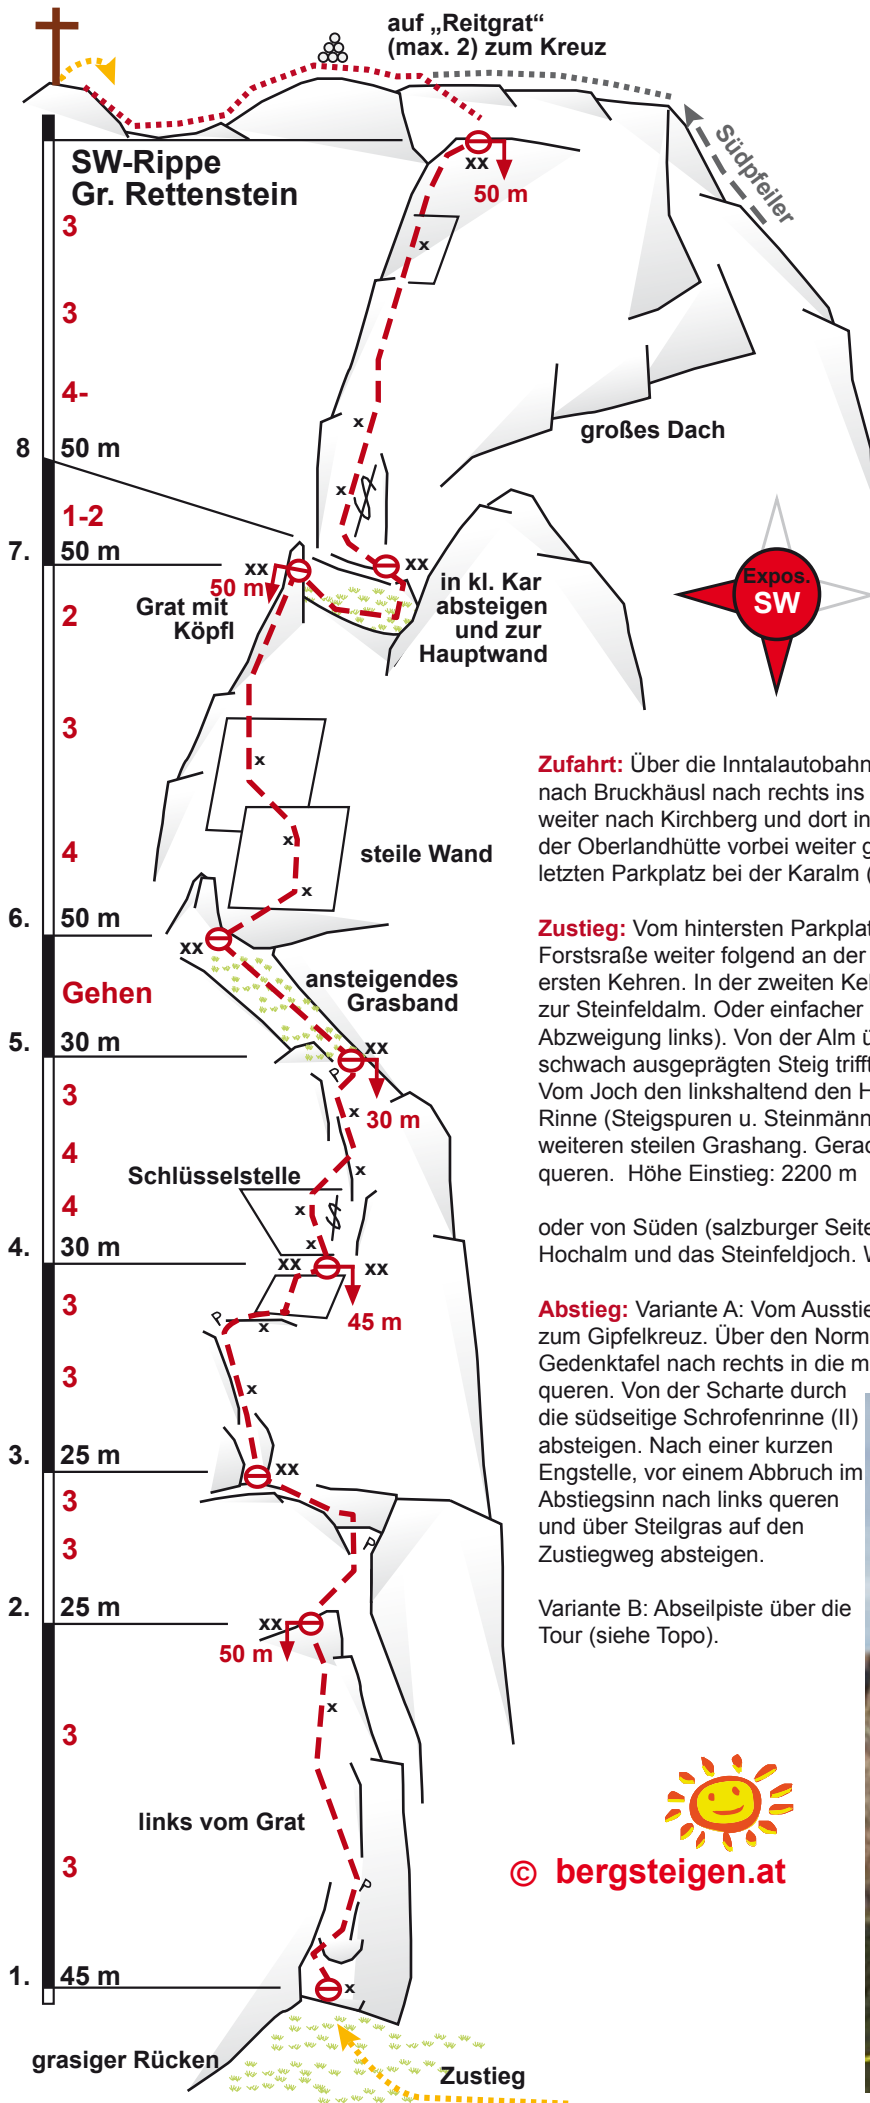 auf „Reitgrat“
(max. 2) zum Kreuz
SW-Rippe
Gr. Rettenstein
Südpfeiler
xx
50 m
3
x
3
4-
x
großes Dach
8
50 m
x
1-2
7.
50 m
xx
50 m
xx
Grat mit
Köpfl
in kl. Kar
absteigen
und zur
Hauptwand
Expos.
SW
2
3
x
x
4
steile Wand
x
6.
50 m
xx
Gehen
ansteigendes
Grasband
5.
30 m
xx
P
30 m
3
x
4
x
Schlüsselstelle
4
x
x
4.
30 m
xx
xx
45 m
3
P
x
3
x
3.
25 m
xx
3
3
P
2.
25 m
xx
50 m
x
3
links vom Grat
3
P
1.
45 m
x
grasiger Rücken
Zustieg
Zufahrt: Über die Inntalautobahn
nach Bruckhäusl nach rechts ins
weiter nach Kirchberg und dort in
der Oberlandhütte vorbei weiter g
letzten Parkplatz bei der Karalm (
Zustieg: Vom hintersten Parkplat
Forstsraße weiter folgend an der
ersten Kehren. In der zweiten Keh
zur Steinfeldalm. Oder einfacher
Abzweigung links). Von der Alm ü
schwach ausgeprägten Steig trifft
Vom Joch den linkshaltend den H
Rinne (Steigspuren u. Steinmänn
weiteren steilen Grashang. Gerad
queren. Höhe Einstieg: 2200 m
oder von Süden (salzburger Seite
Hochalm und das Steinfeldjoch. W
Abstieg: Variante A: Vom Ausstie
zum Gipfelkreuz. Über den Norm
Gedenktafel nach rechts in die m
queren. Von der Scharte durch
die südseitige Schrofenrinne (II)
absteigen. Nach einer kurzen
Engstelle, vor einem Abbruch im
Abstiegsinn nach links queren
und über Steilgras auf den
Zustiegweg absteigen.
Variante B: Abseilpiste über die
Tour (siehe Topo).
© bergsteigen.at